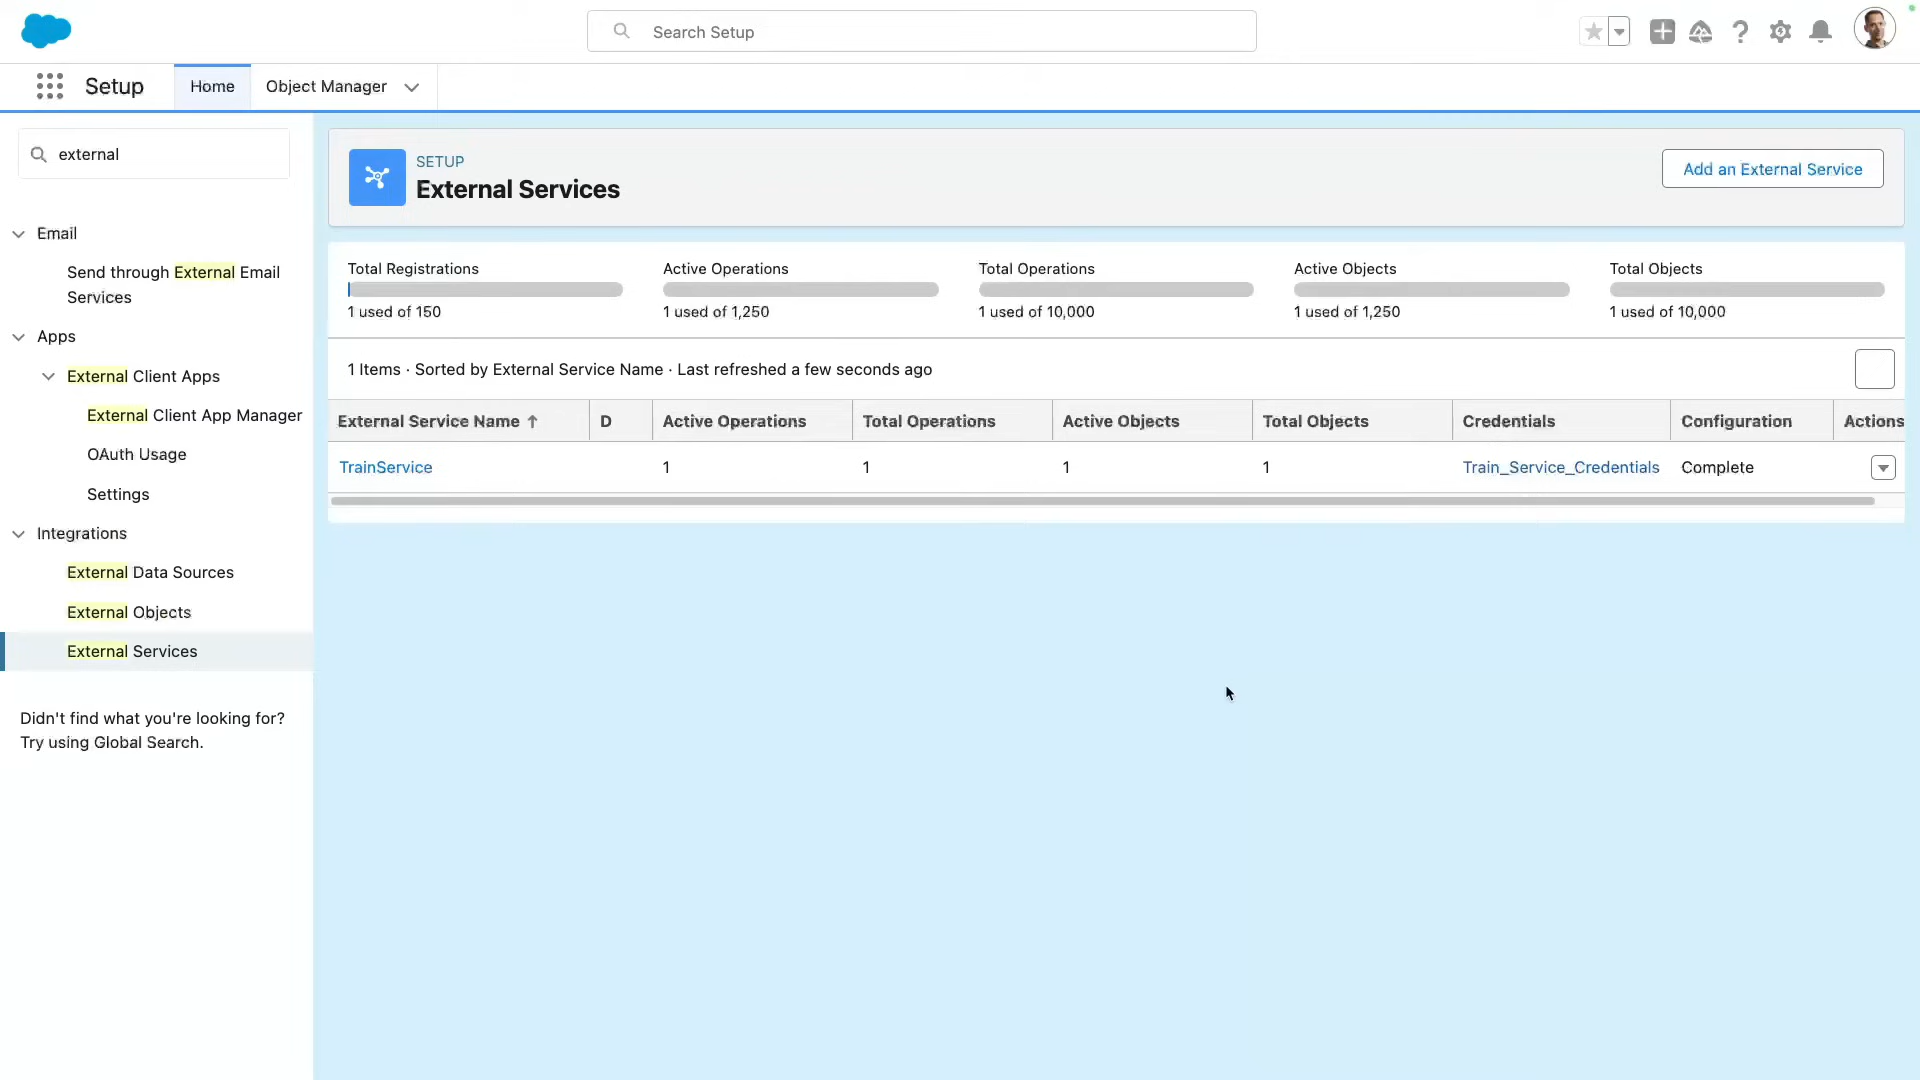 Search Setup
Setup
Home
Object Manager
external
Email
Send through External Email
Services
Apps
External Client Apps
External Client App Manager
OAuth Usage
Settings
Integrations
External Data Sources
External Objects
External Services
Didn't find what you're looking for?
Try using Global Search.
SETUP
External Services
Add an External Service
Total Registrations
1 used of 150
Active Operations
1 used of 1,250
Total Operations
1 used of 10,000
Active Objects
1 used of 1,250
Total Objects
1 used of 10,000
1 Items · Sorted by External Service Name · Last refreshed a few seconds ago
External Service Name ↑ D Active Operations Total Operations Active Objects Total Objects Credentials Configuration Actions
TrainService 1 1 1 1 Train_Service_Credentials Complete